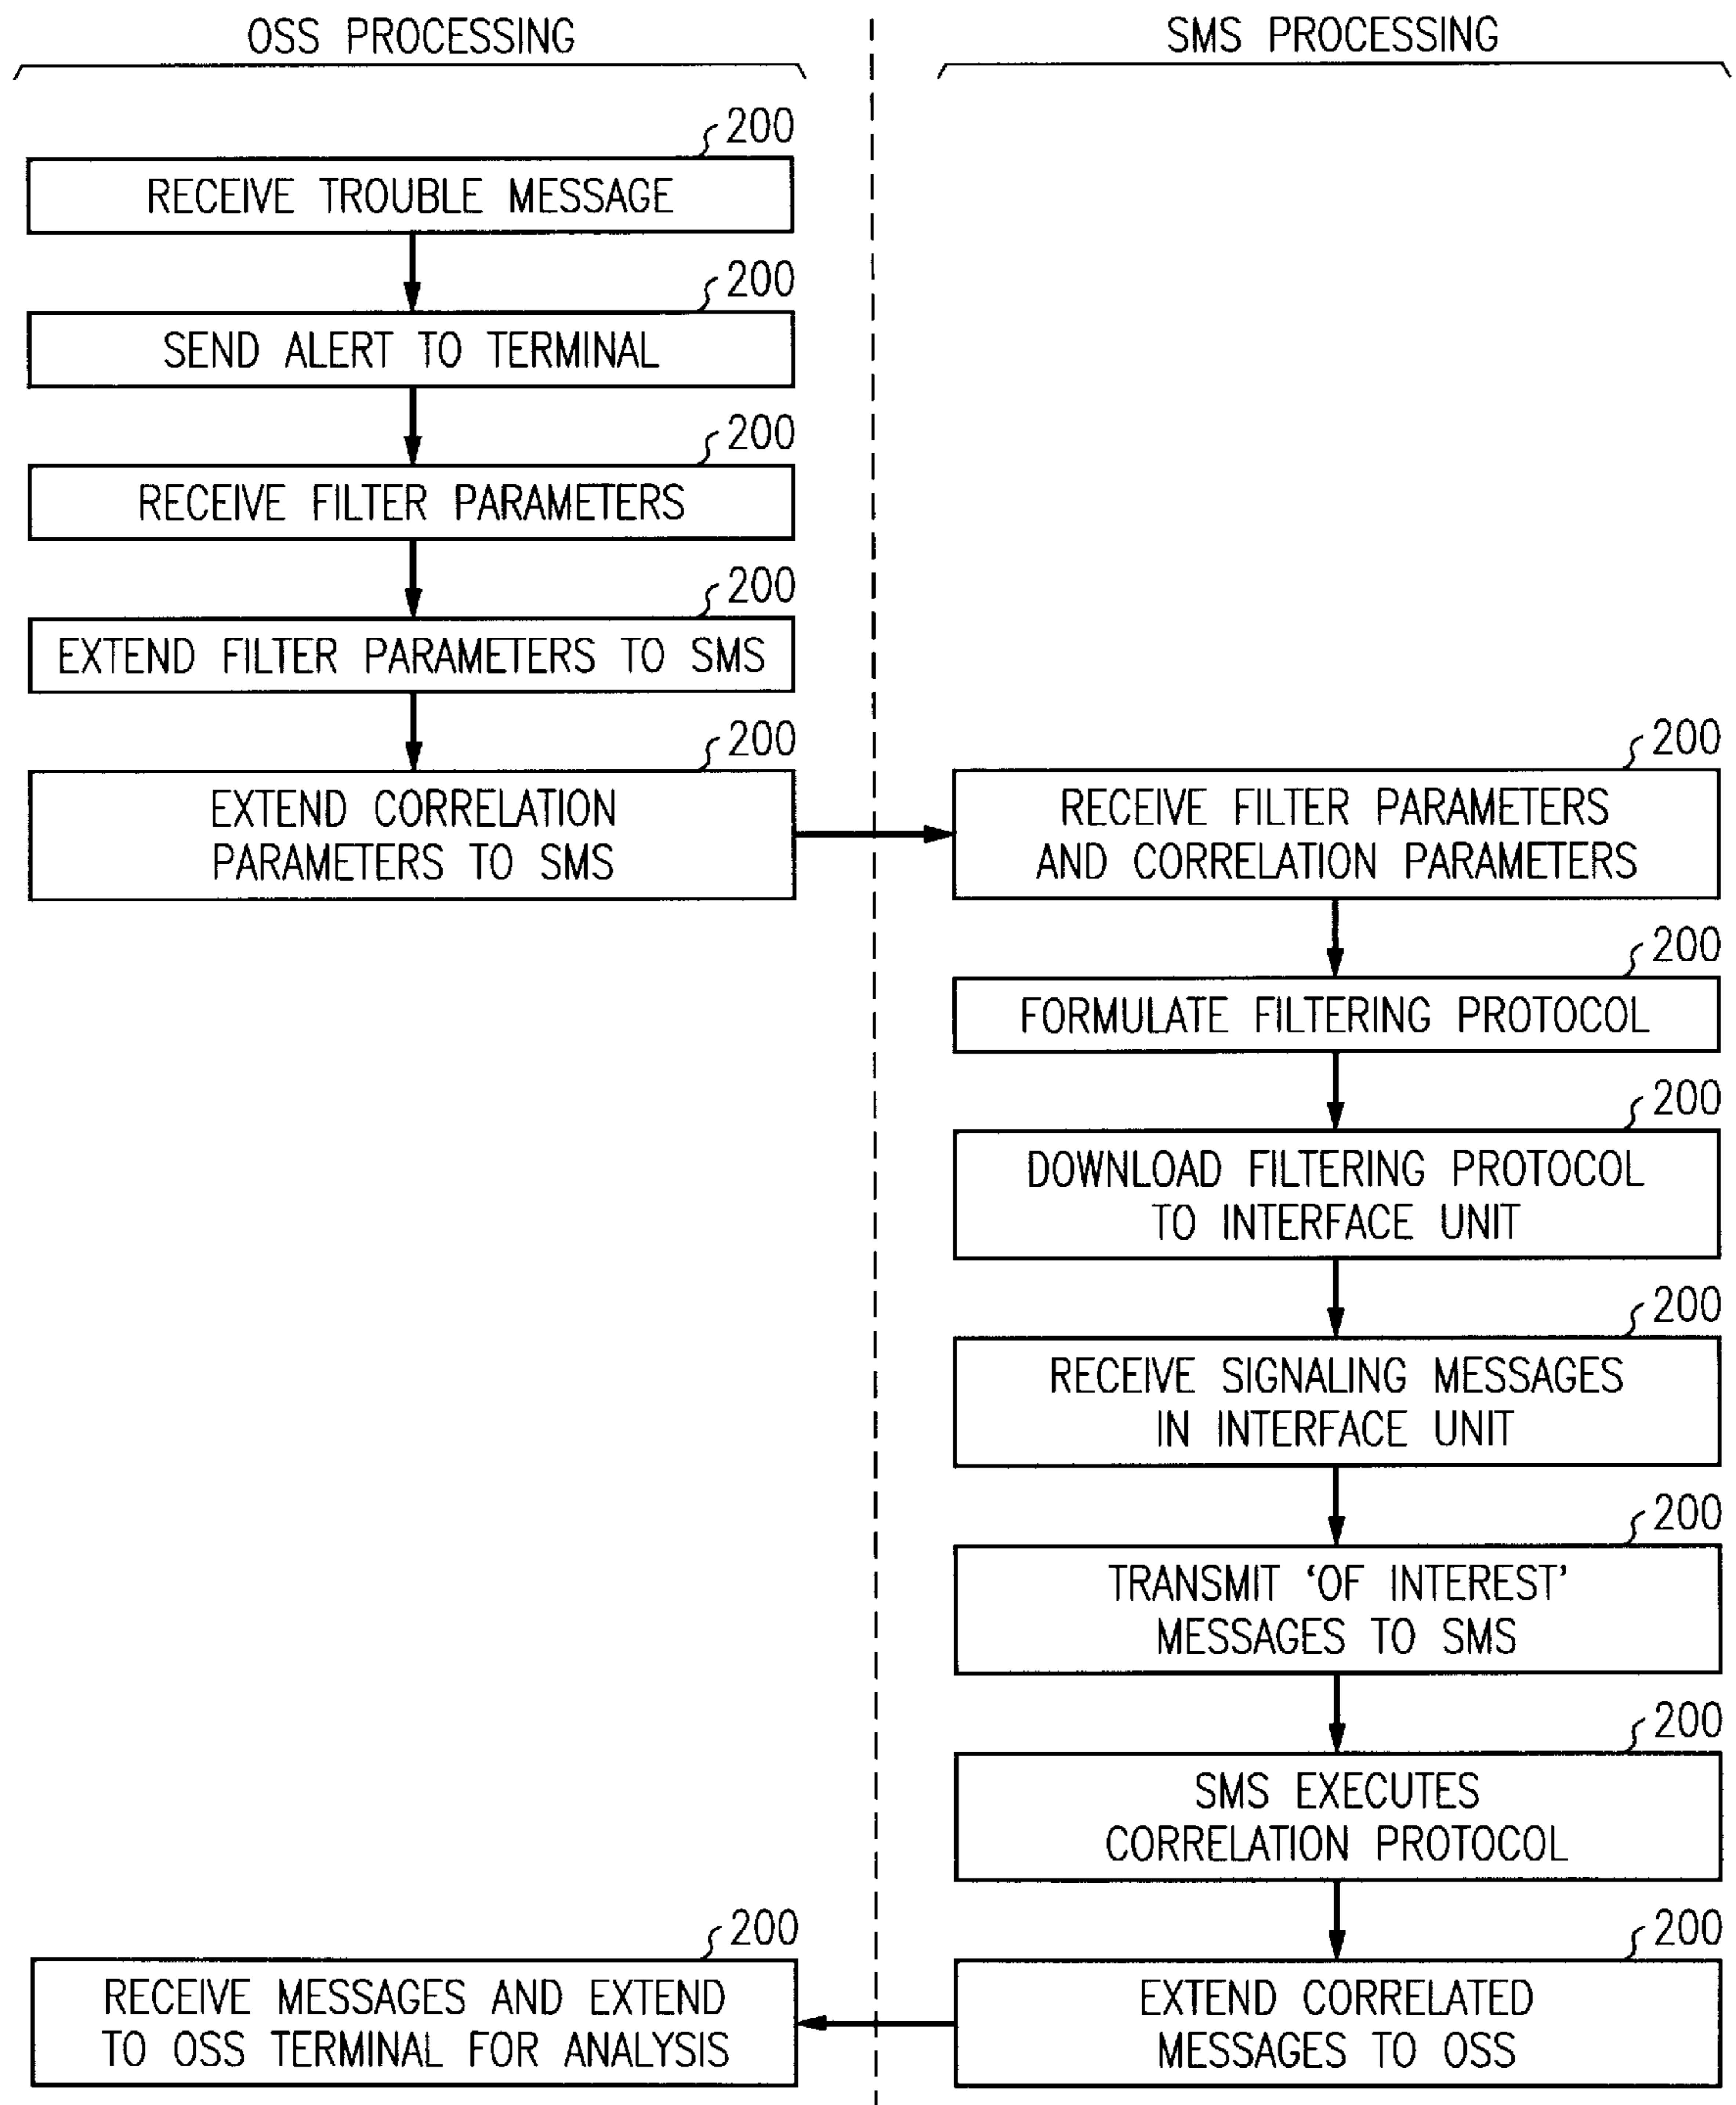 OSS PROCESSING
SMS PROCESSING
200
RECEIVE TROUBLE MESSAGE
200
SEND ALERT TO TERMINAL
200
RECEIVE FILTER PARAMETERS
200
EXTEND FILTER PARAMETERS TO SMS
200
EXTEND CORRELATION
PARAMETERS TO SMS
200
RECEIVE FILTER PARAMETERS
AND CORRELATION PARAMETERS
200
FORMULATE FILTERING PROTOCOL
200
DOWNLOAD FILTERING PROTOCOL
TO INTERFACE UNIT
200
RECEIVE SIGNALING MESSAGES
IN INTERFACE UNIT
200
TRANSMIT ‘OF INTEREST’
MESSAGES TO SMS
200
SMS EXECUTES
CORRELATION PROTOCOL
200
EXTEND CORRELATED
MESSAGES TO OSS
200
RECEIVE MESSAGES AND EXTEND
TO OSS TERMINAL FOR ANALYSIS